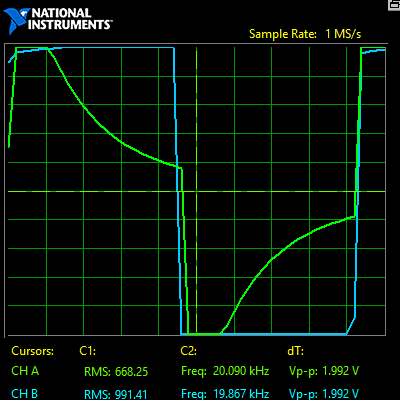 NATIONAL
INSTRUMENTS™
Sample Rate: 1 MS/s
Cursors: C1: C2: dT:
CH A RMS: 668.25 Freq: 20.090 kHz Vp-p: 1.992 V
CH B RMS: 991.41 Freq: 19.867 kHz Vp-p: 1.992 V